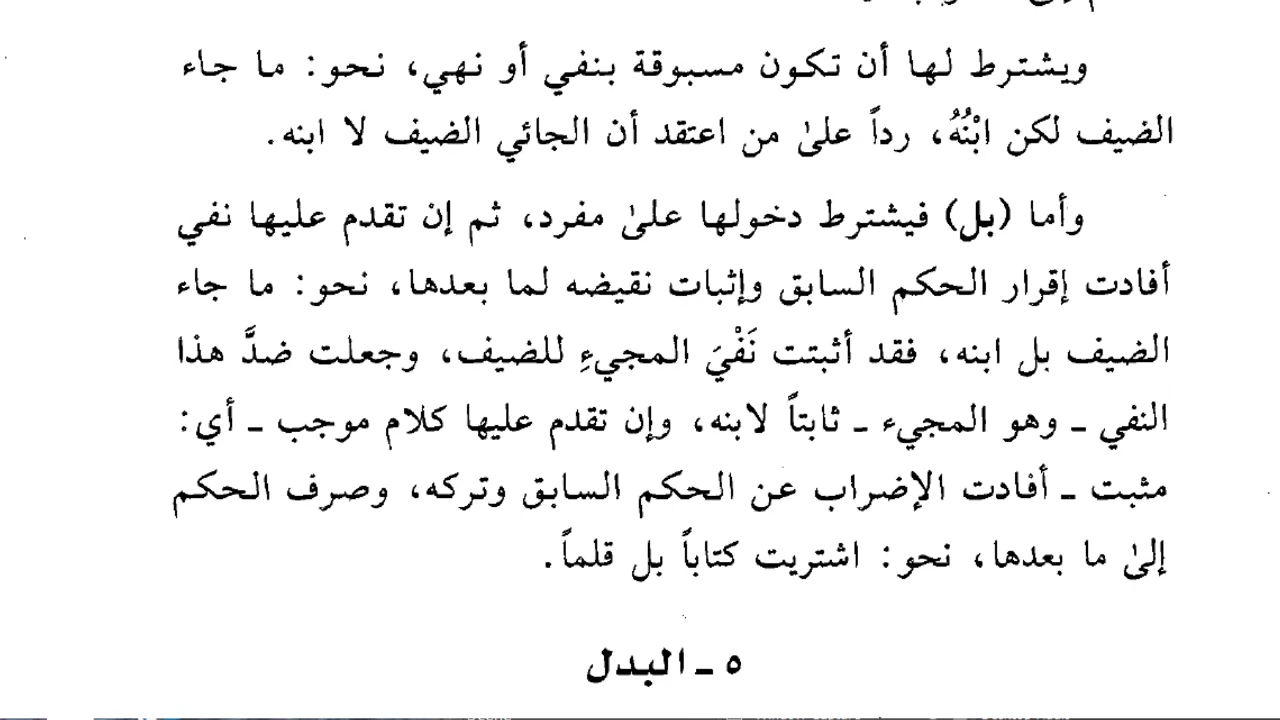 ويشترط لها أن تكون مسبوقة بنفي أو نهي، نحو: ما جاء
الضيف لكن ابْنُهُ، رداً علىٰ من اعتقد أن الجائي الضيف لا ابنه.
وأما (بل) فيشترط دخولها علىٰ مفرد، ثم إن تقدم عليها نفي
أفادت إقرار الحكم السابق وإثبات نقيضه لما بعدها، نحو: ما جاء
الضيف بل ابنه، فقد أثبتت نَفْيَ المجيءِ للضيف، وجعلت ضدَّ هذا
النفي ـ وهو المجيء ـ ثابتاً لابنه، وإن تقدم عليها كلام موجب ـ أي:
مثبت ـ أفادت الإضراب عن الحكم السابق وتركه، وصرف الحكم
إلىٰ ما بعدها، نحو: اشتريت كتاباً بل قلماً.
٥ ـ البدل